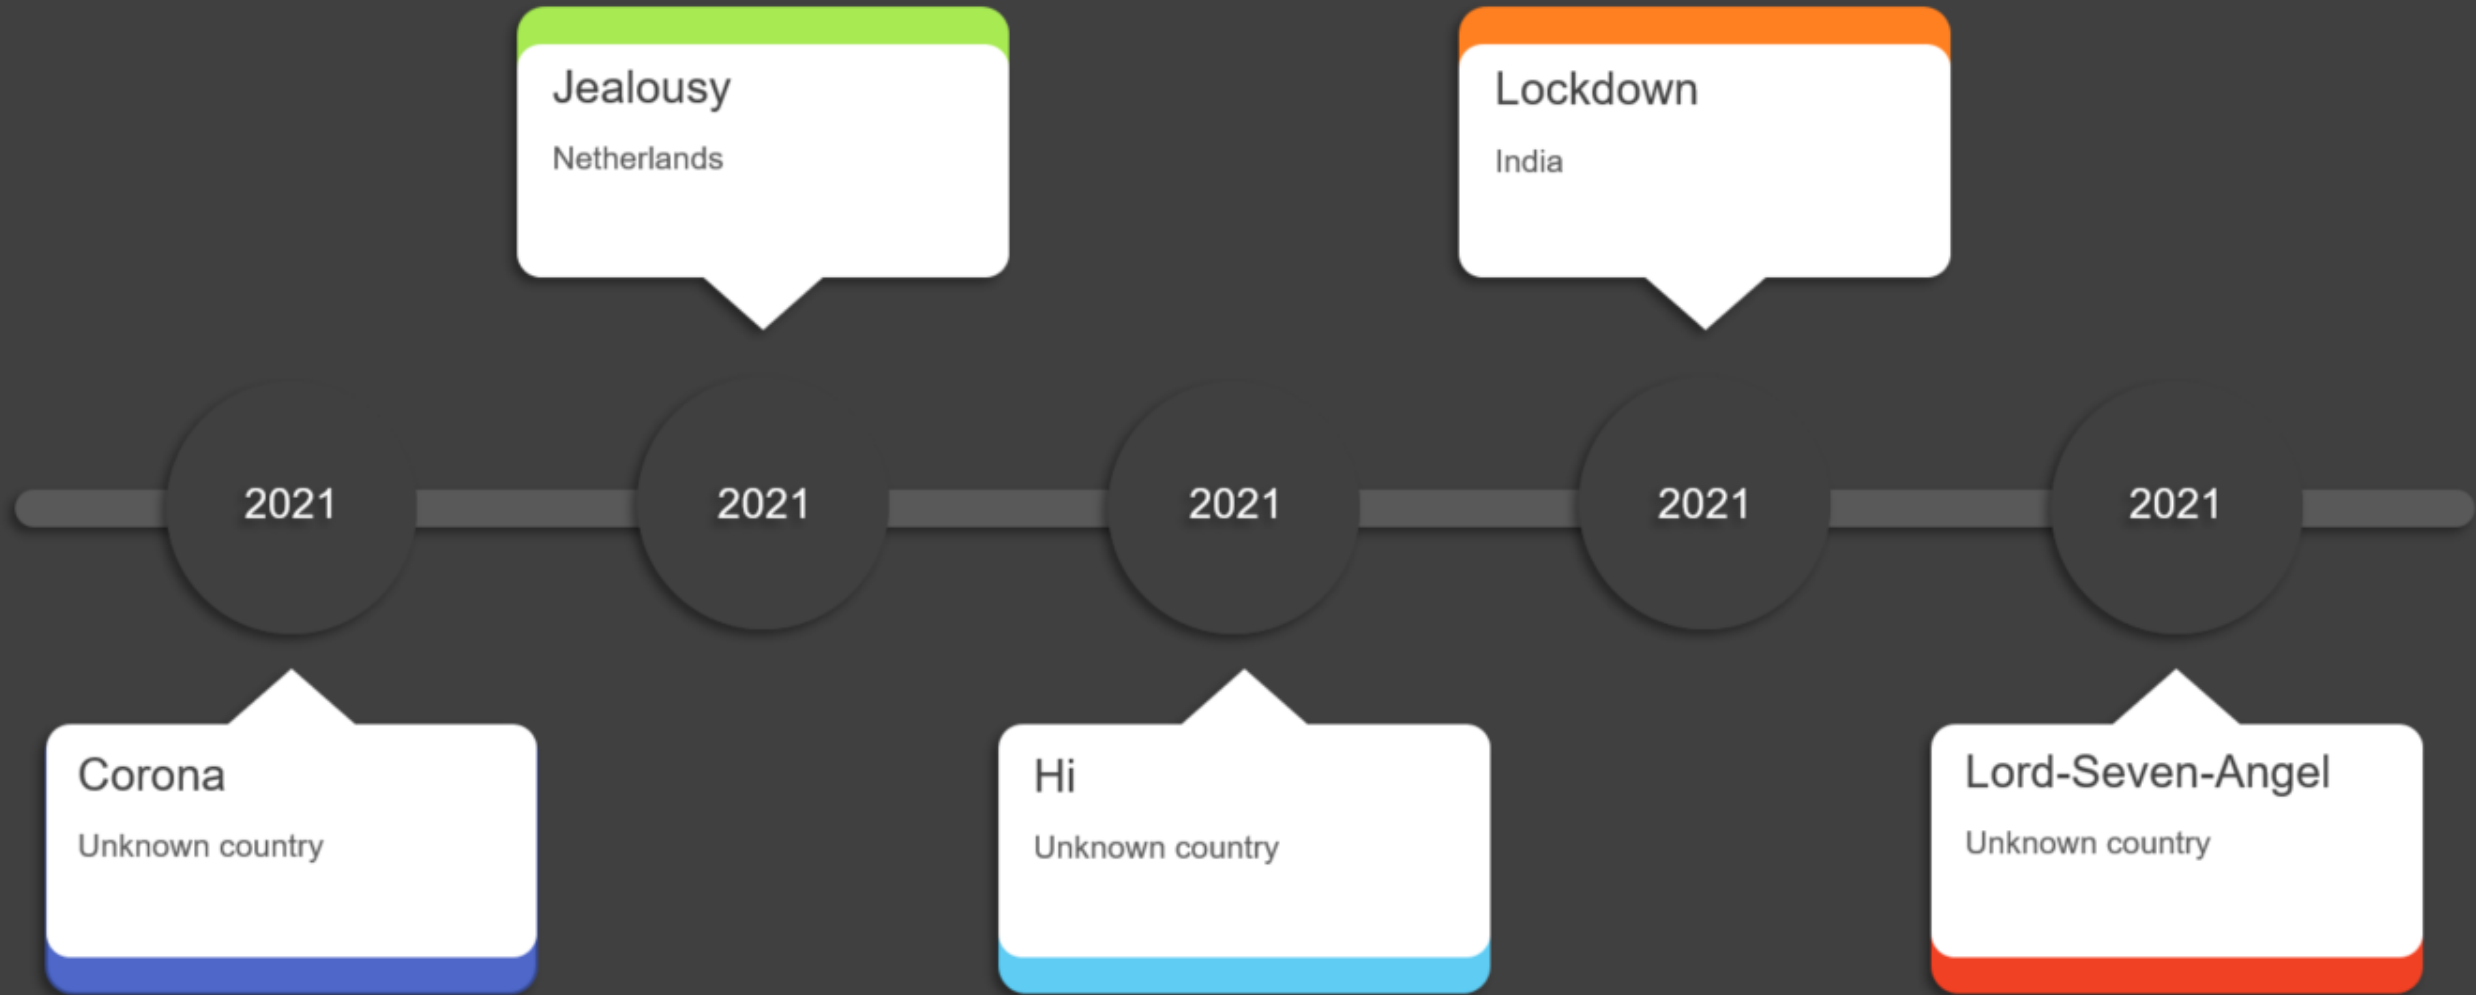 Jealousy
Netherlands
Lockdown
India
2021
2021
2021
2021
2021
Corona
Unknown country
Hi
Unknown country
Lord-Seven-Angel
Unknown country